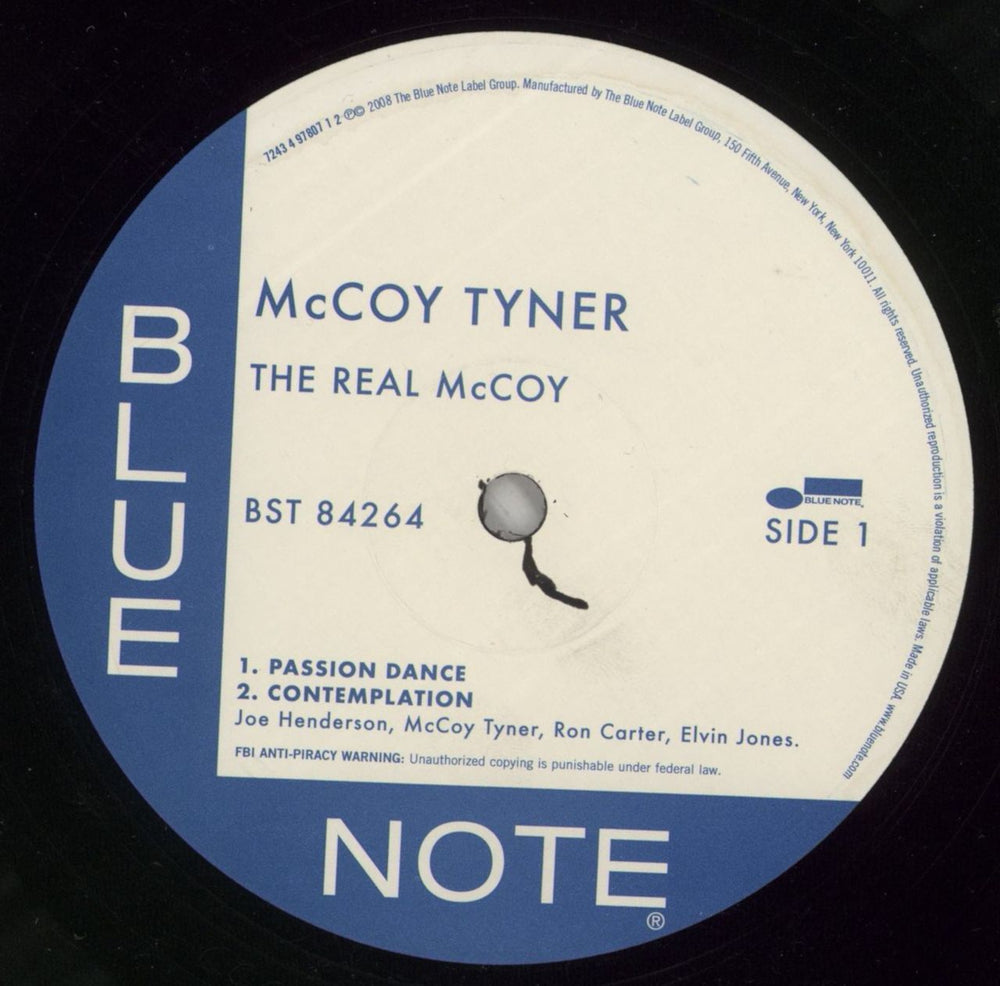 7243 4 97807 1 2 ℗© 2008 The Blue Note Label Group. Manufactured by The Blue Note Label Group, 150 Fifth Avenue, New York, New York 10011. All rights reserved. Unauthorized reproduction is a violation of applicable laws. Made in USA. www.bluenote.com
McCOY TYNER
THE REAL McCOY
BST 84264
BLUE NOTE®
SIDE 1
1. PASSION DANCE
2. CONTEMPLATION
Joe Henderson, McCoy Tyner, Ron Carter, Elvin Jones.
FBI ANTI-PIRACY WARNING: Unauthorized copying is punishable under federal law.
BLUE
NOTE®